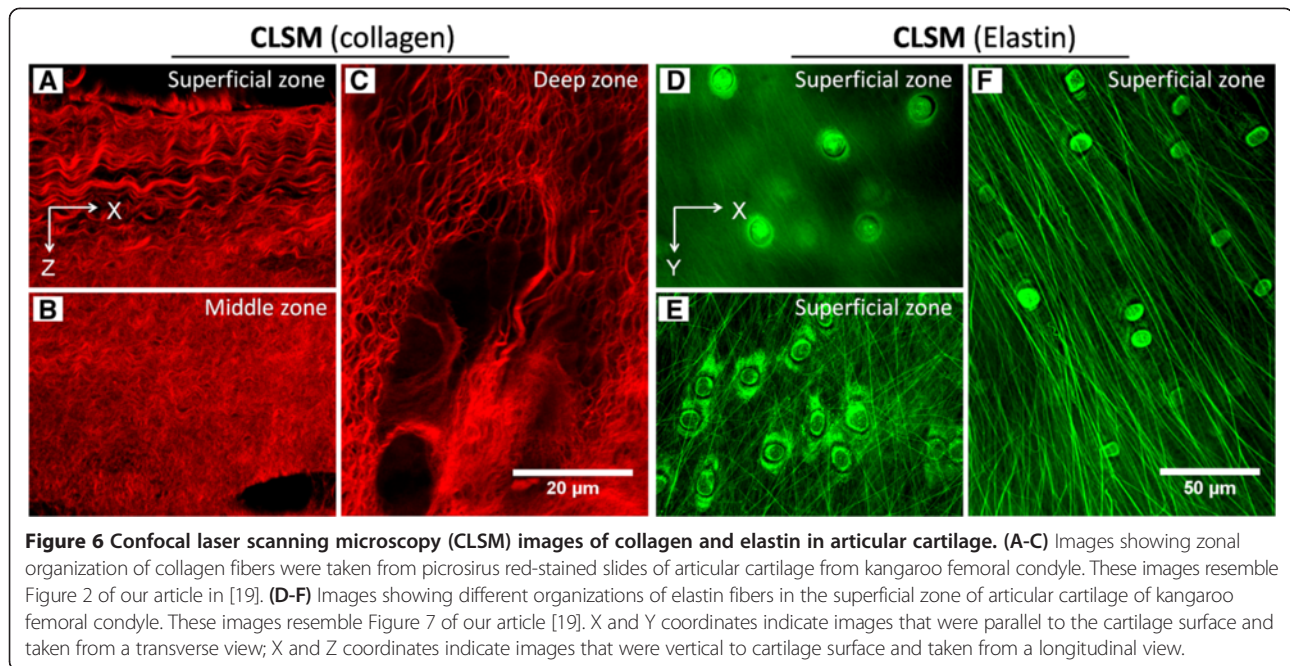 CLSM (collagen)
CLSM (Elastin)
A
Superficial zone
X
Z
B
Middle zone
C
Deep zone
20 µm
D
Superficial zone
X
Y
E
Superficial zone
F
Superficial zone
50 µm
Figure 6 Confocal laser scanning microscopy (CLSM) images of collagen and elastin in articular cartilage. (A-C) Images showing zonal
organization of collagen fibers were taken from picrosirus red-stained slides of articular cartilage from kangaroo femoral condyle. These images resemble
Figure 2 of our article in [19]. (D-F) Images showing different organizations of elastin fibers in the superficial zone of articular cartilage of kangaroo
femoral condyle. These images resemble Figure 7 of our article [19]. X and Y coordinates indicate images that were parallel to the cartilage surface and
taken from a transverse view; X and Z coordinates indicate images that were vertical to cartilage surface and taken from a longitudinal view.